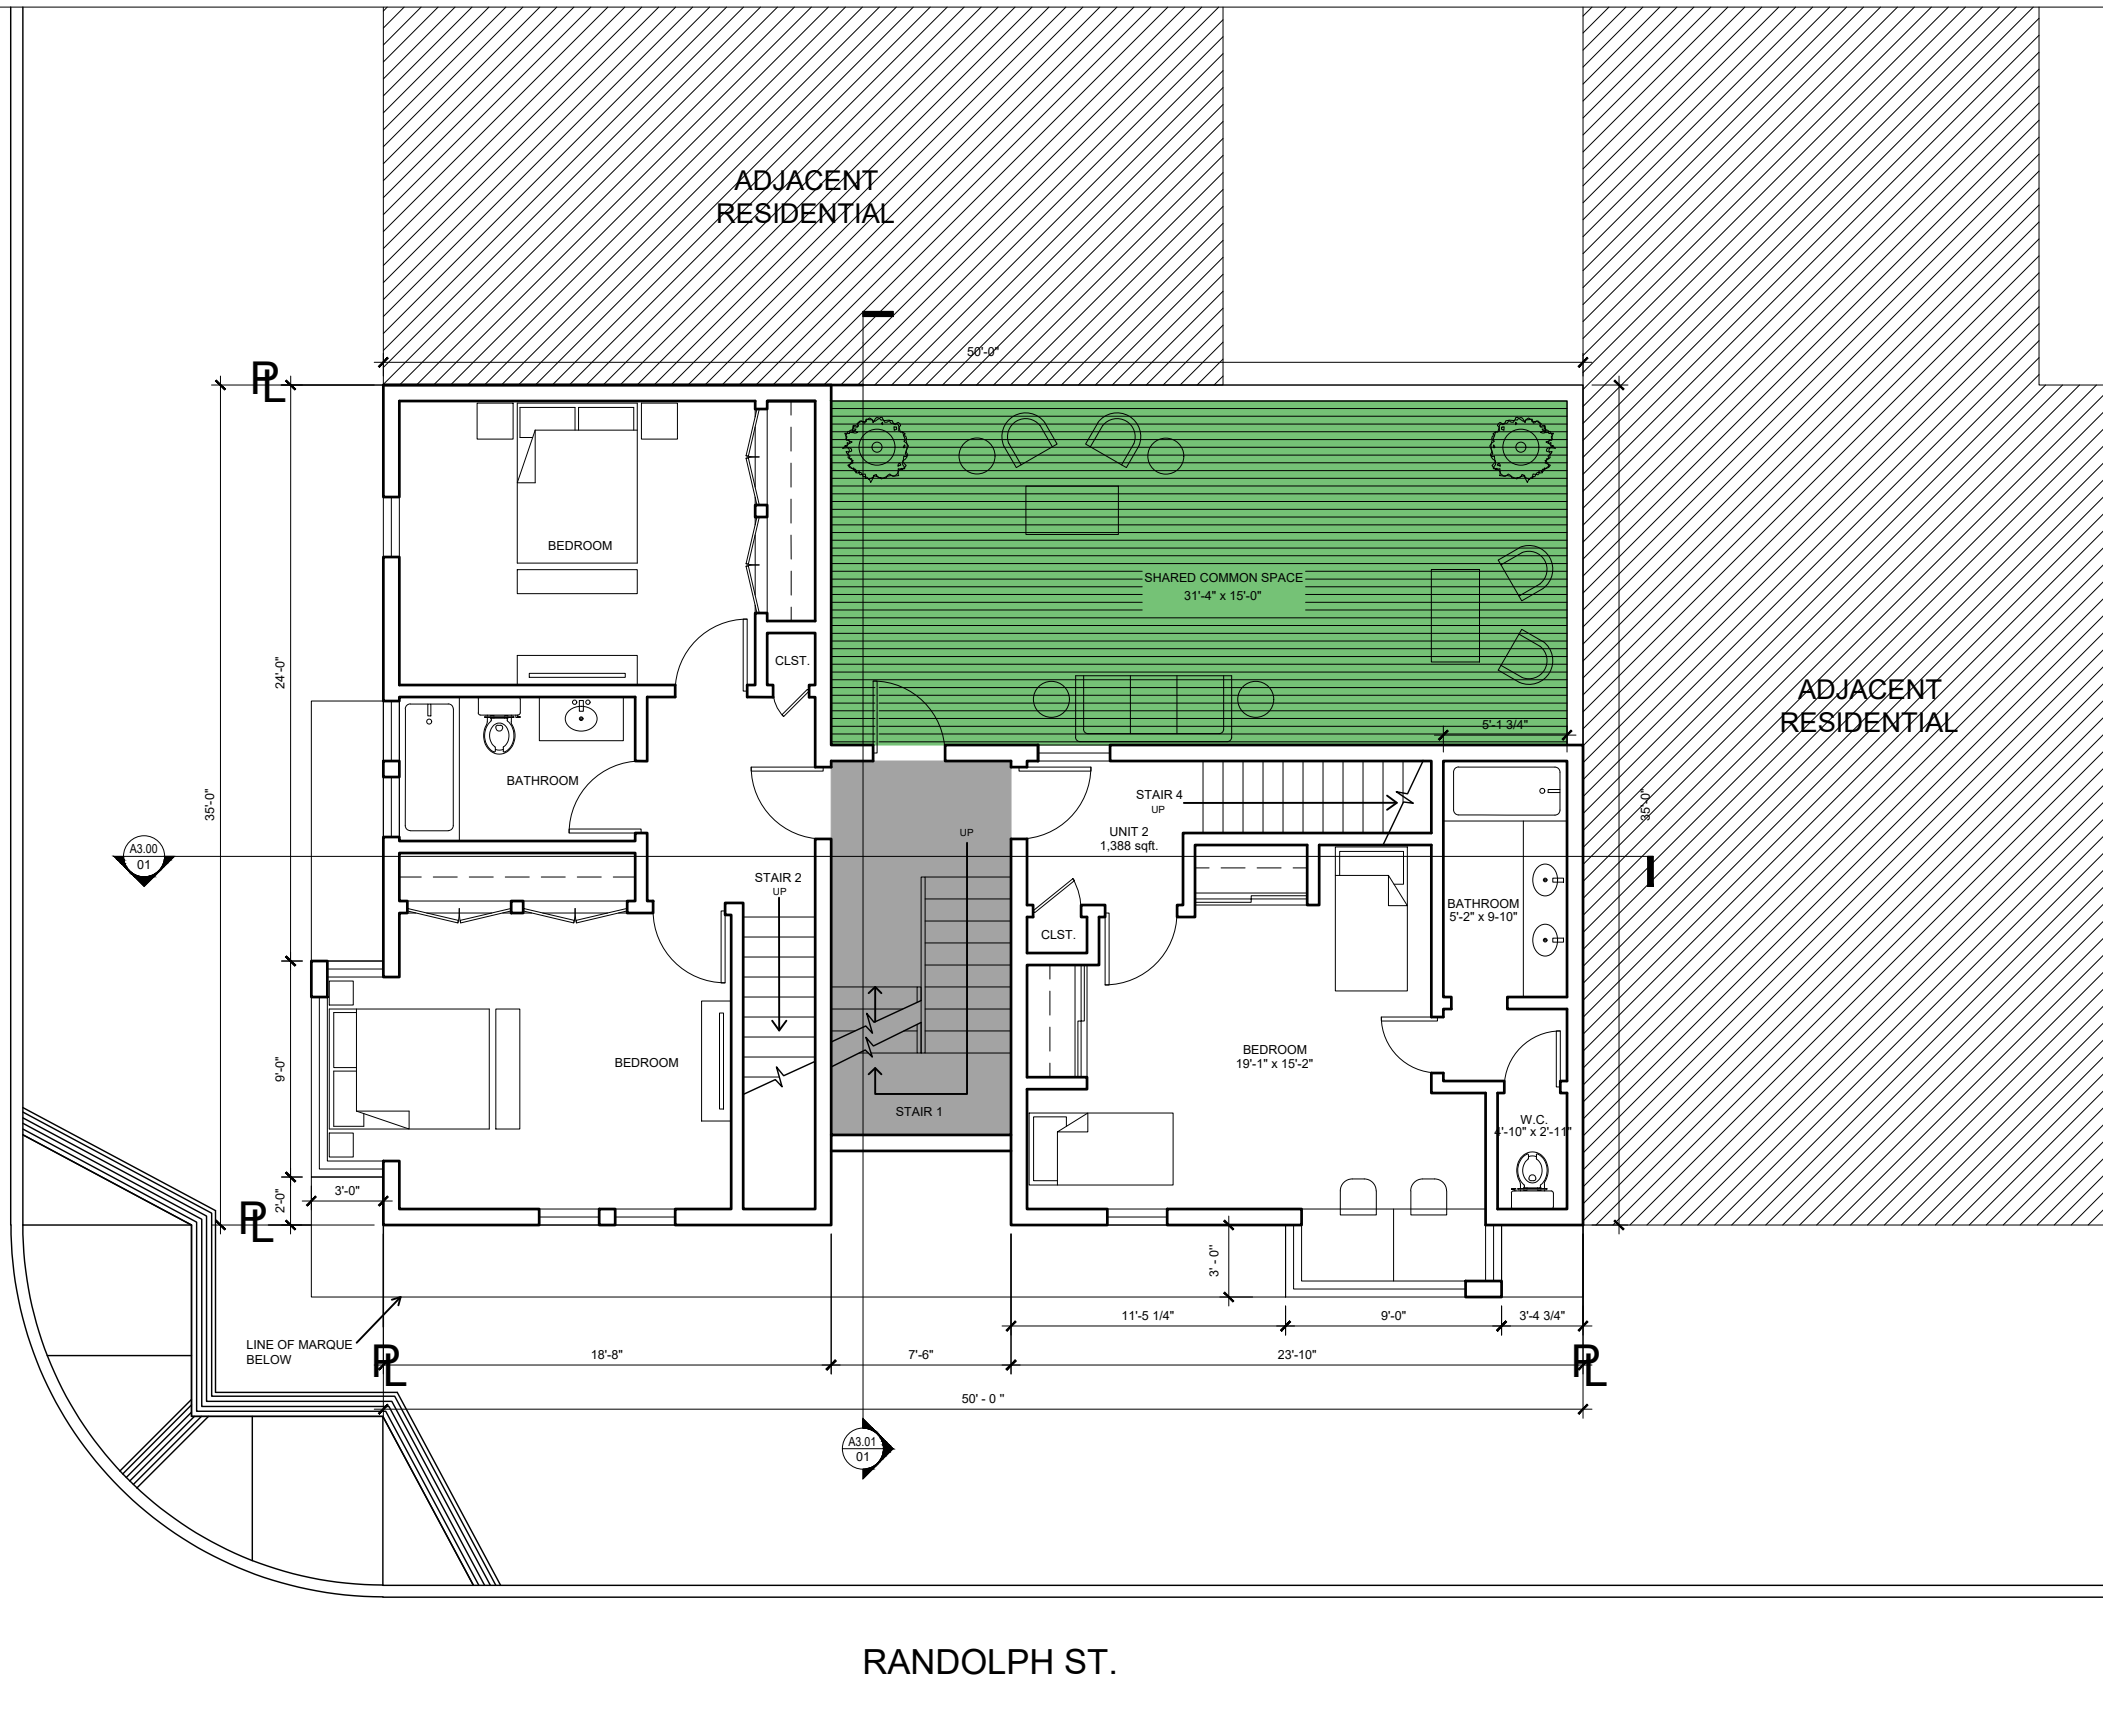 ADJACENT
RESIDENTIAL
50'-0"
PL
BEDROOM
SHARED COMMON SPACE
31'-4" x 15'-0"
CLST.
24'-0"
ADJACENT
RESIDENTIAL
5'-1 3/4"
BATHROOM
35'-0"
35'-0"
STAIR 4
UP
UP
UNIT 2
1,388 sqft.
A3.00
01
STAIR 2
UP
BATHROOM
5'-2" x 9'-10"
CLST.
BEDROOM
19'-1" x 15'-2"
9'-0"
BEDROOM
STAIR 1
W.C.
4'-10" x 2'-11"
3'-0"
2'-0"
PL
3' - 0"
11'-5 1/4"
9'-0"
3'-4 3/4"
LINE OF MARQUE
BELOW
PL
18'-8"
7'-6"
23'-10"
PL
50' - 0 "
A3.01
01
RANDOLPH ST.